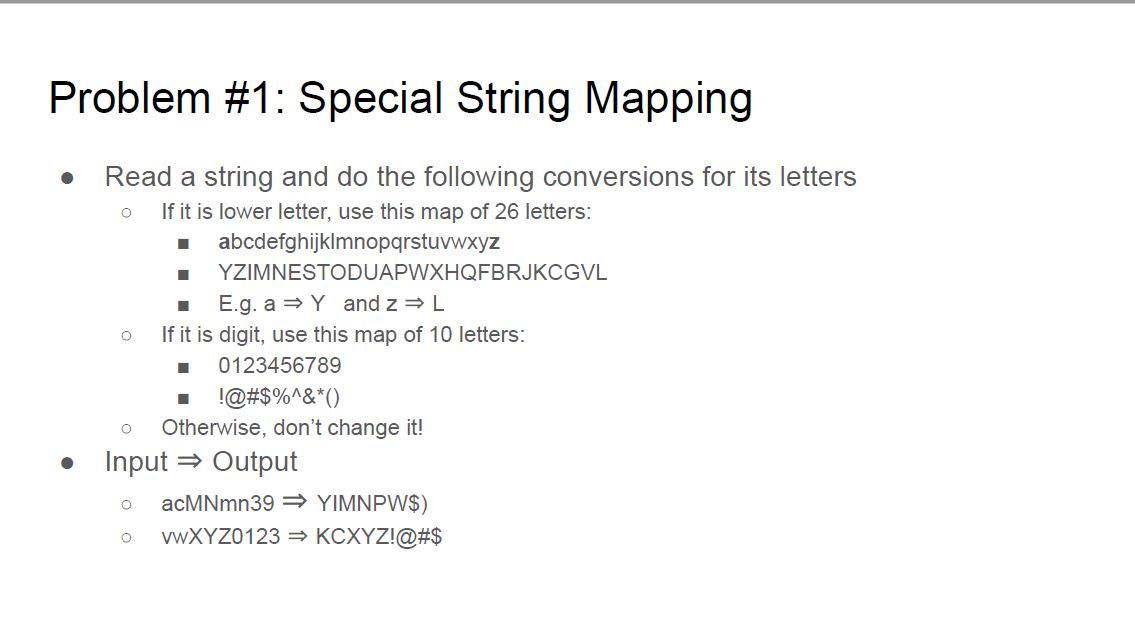 Problem #1: Special String Mapping
● Read a string and do the following conversions for its letters
○ If it is lower letter, use this map of 26 letters:
■ abcdefghijklmnopqrstuvwxyz
■ YZIMNESTODUAPWXHQFBRJKCGVL
■ E.g. a ⇒ Y and z ⇒ L
○ If it is digit, use this map of 10 letters:
■ 0123456789
■ !@#$%^&*()
○ Otherwise, don’t change it!
● Input ⇒ Output
○ acMNmn39 ⇒ YIMNPW$)
○ vwXYZ0123 ⇒ KCXYZ!@#$